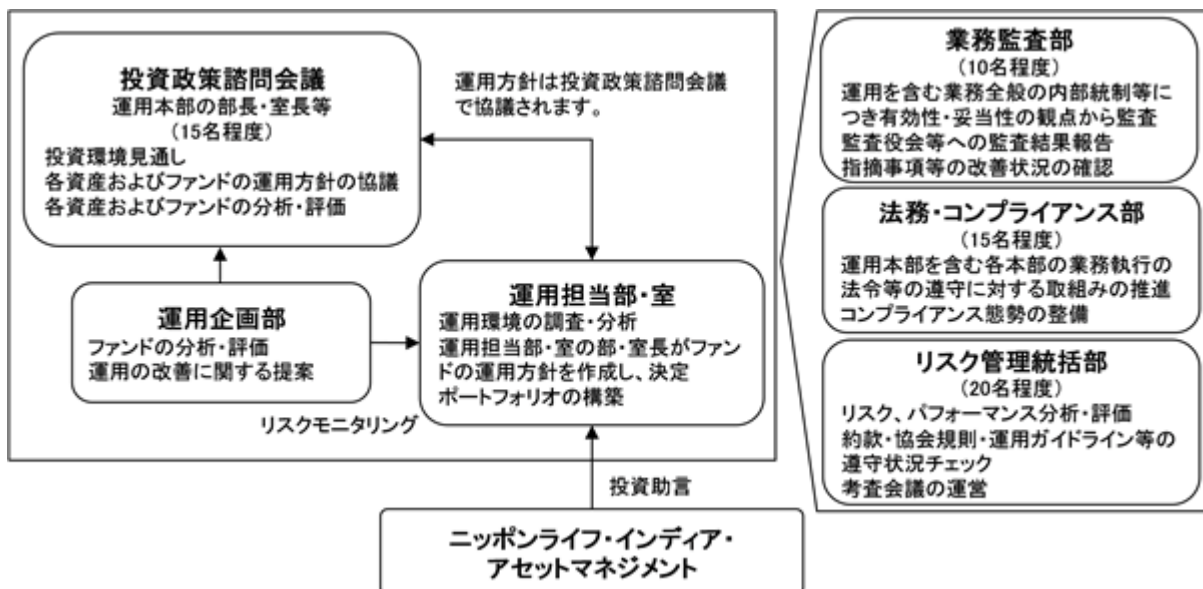 投資政策諮問会議
運用本部の部長・室長等
(15名程度)
投資環境見通し
各資産およびファンドの運用方針の協議
各資産およびファンドの分析・評価
運用方針は投資政策諮問会議
で協議されます。
運用企画部
ファンドの分析・評価
運用の改善に関する提案
リスクモニタリング
運用担当部・室
運用環境の調査・分析
運用担当部・室の部・室長がファン
ドの運用方針を作成し、決定
ポートフォリオの構築
投資助言
ニッポンライフ・インディア・
アセットマネジメント
業務監査部
(10名程度)
運用を含む業務全般の内部統制等に
つき有効性・妥当性の観点から監査
監査役会等への監査結果報告
指摘事項等の改善状況の確認
法務・コンプライアンス部
(15名程度)
運用本部を含む各本部の業務執行の
法令等の遵守に対する取組みの推進
コンプライアンス態勢の整備
リスク管理統括部
(20名程度)
リスク、パフォーマンス分析・評価
約款・協会規則・運用ガイドライン等の
遵守状況チェック
考査会議の運営